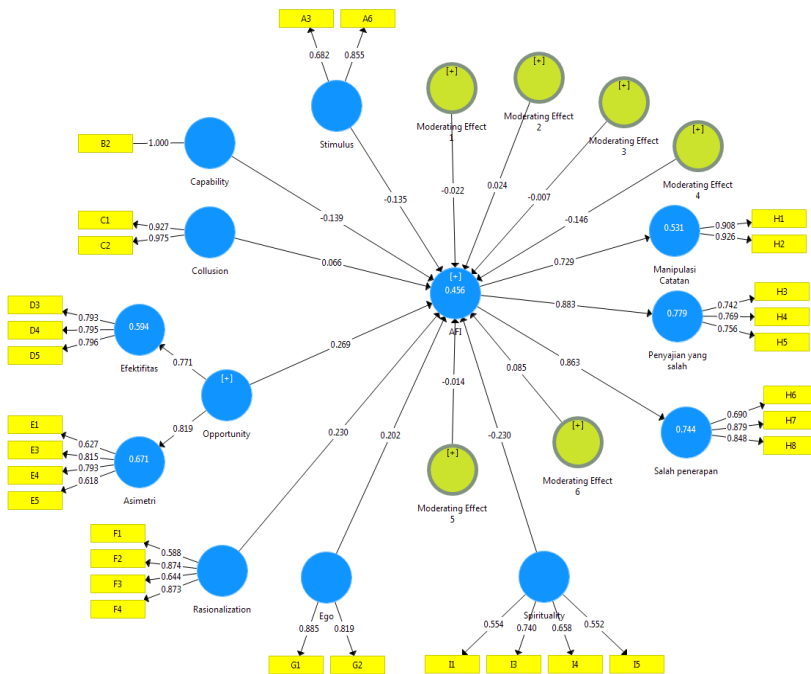 A3
A6
0.682
0.855
Stimulus
[+]
Moderating Effect
1
[+]
Moderating Effect
2
[+]
Moderating Effect
3
[+]
Moderating Effect
4
B2
1.000
Capability
C1
C2
0.927
0.975
Collusion
-0.135
-0.139
0.066
-0.022
0.024
-0.007
-0.146
[+]
0.456
AFI
0.729
0.883
0.863
0.531
Manipulasi
Catatan
0.908
0.926
H1
H2
0.779
Penyajian yang
salah
0.742
0.769
0.756
H3
H4
H5
D3
D4
D5
0.793
0.795
0.796
0.594
Efektifitas
0.771
[+]
Opportunity
0.269
0.819
E1
E3
E4
E5
0.627
0.815
0.793
0.618
0.671
Asimetri
0.230
0.202
-0.014
0.085
-0.230
[+]
Moderating Effect
5
[+]
Moderating Effect
6
0.744
Salah penerapan
0.690
0.879
0.848
H6
H7
H8
F1
F2
F3
F4
0.588
0.874
0.644
0.873
Rasionalization
Ego
0.885
0.819
G1
G2
Spirituality
0.554
0.740
0.658
0.552
I1
I3
I4
I5